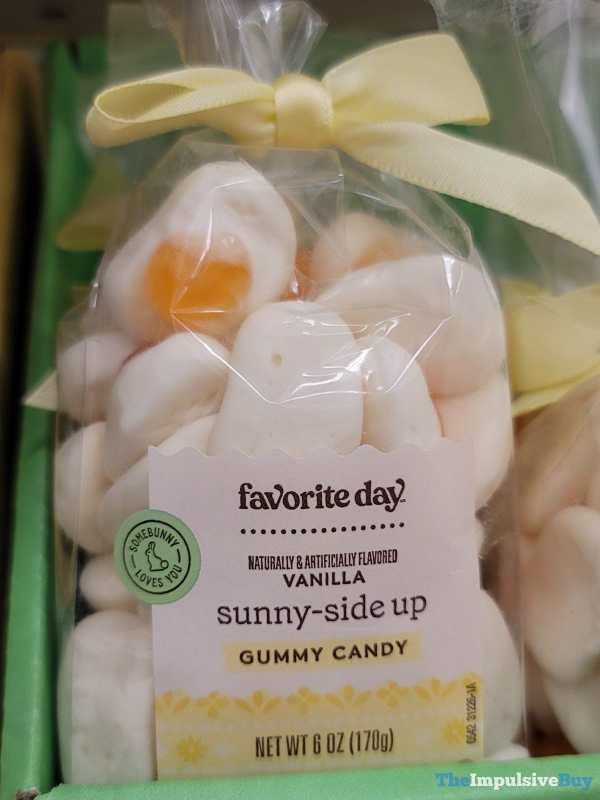 favorite day™
SOMEBUNNY
LOVES YOU
NATURALLY & ARTIFICIALLY FLAVORED
VANILLA
sunny-side up
GUMMY CANDY
NET WT 6 OZ (170g)
TheImpulsiveBuy